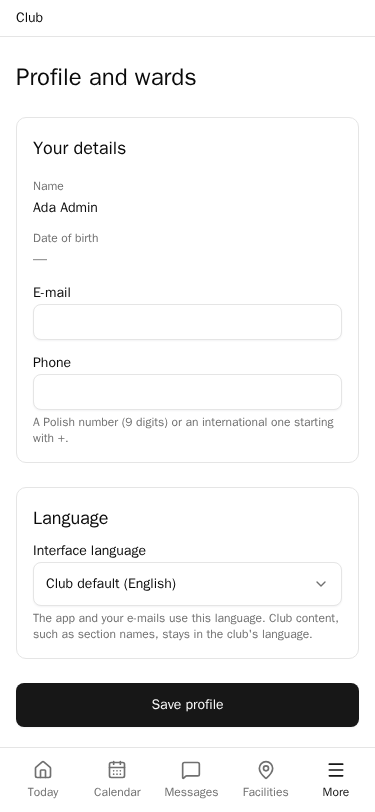 Club
Profile and wards
Your details
Name
Ada Admin
Date of birth
—
E-mail
Phone
A Polish number (9 digits) or an international one starting
with +.
Language
Interface language
Club default (English)
The app and your e-mails use this language. Club content,
such as section names, stays in the club's language.
Save profile
Today
Calendar
Messages
Facilities
More